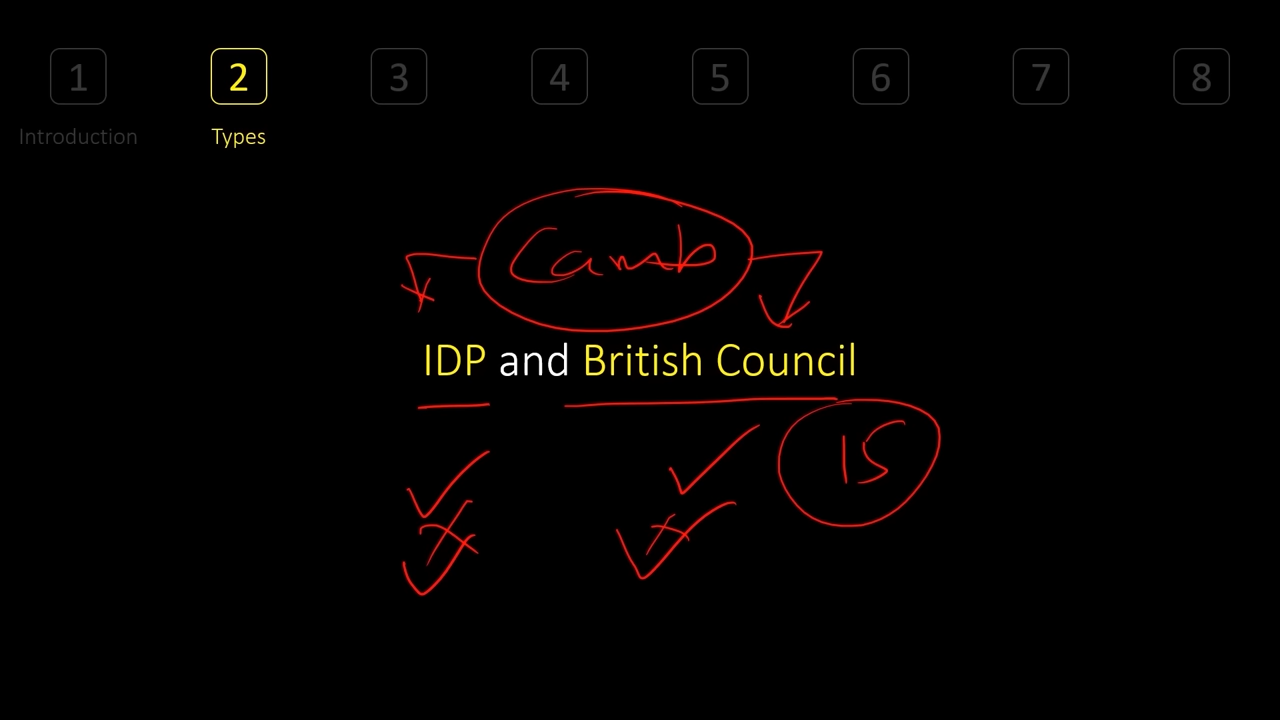 1 2 3 4 5 6 7 8
Introduction Types
Camb
IDP and British Council
15